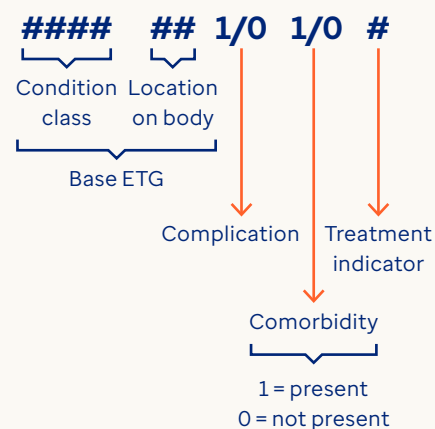 #### ## 1/0 1/0 #
Condition class
Location on body
Base ETG
Complication
Treatment indicator
Comorbidity
1 = present
0 = not present